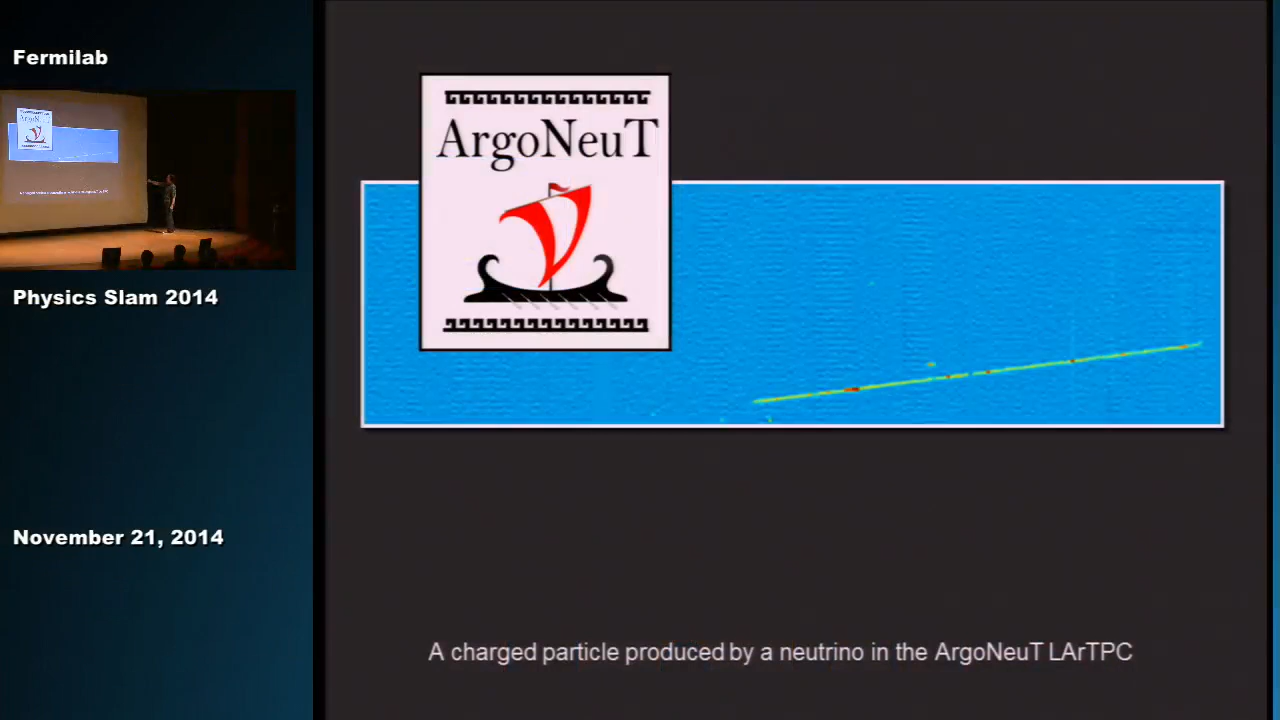 Fermilab
Physics Slam 2014
November 21, 2014
ArgoNeuT
A charged particle produced by a neutrino in the ArgoNeuT LArTPC